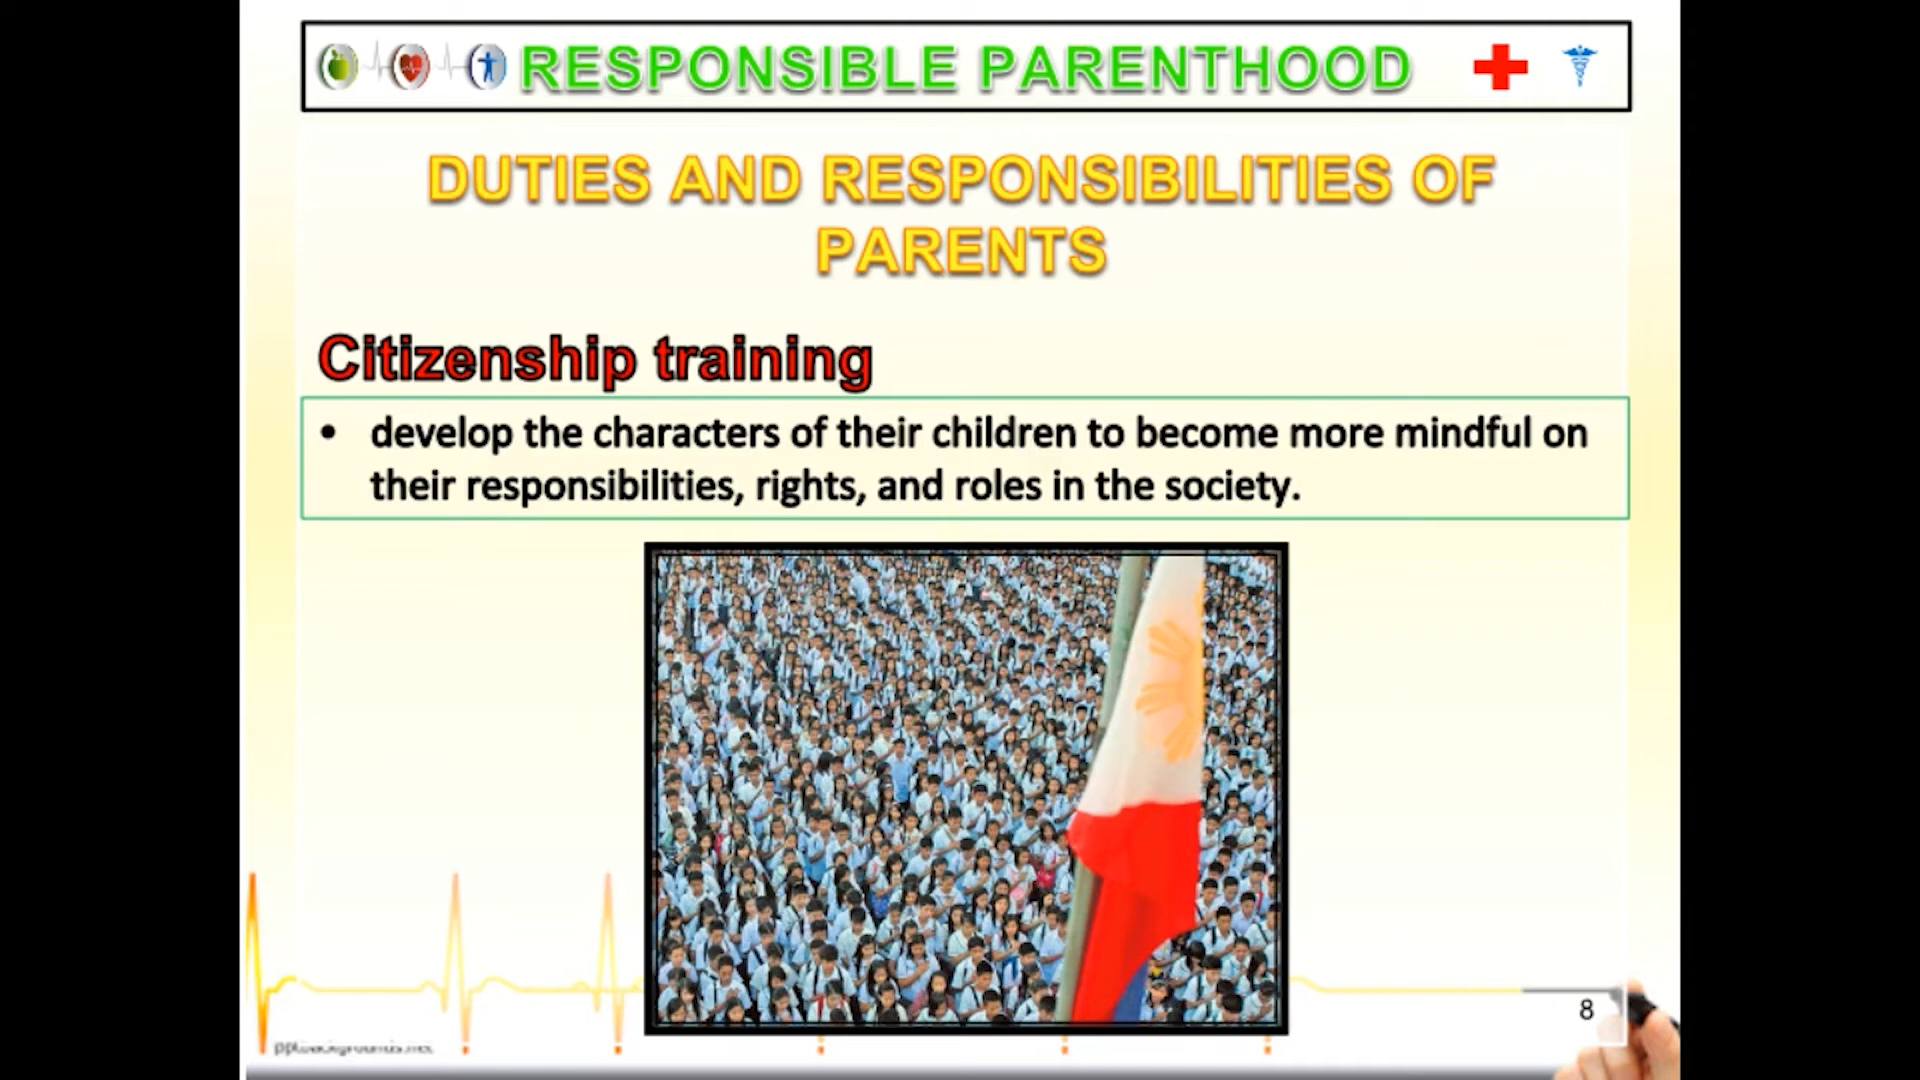 RESPONSIBLE PARENTHOOD
DUTIES AND RESPONSIBILITIES OF
PARENTS
Citizenship training
• develop the characters of their children to become more mindful on
their responsibilities, rights, and roles in the society.
8